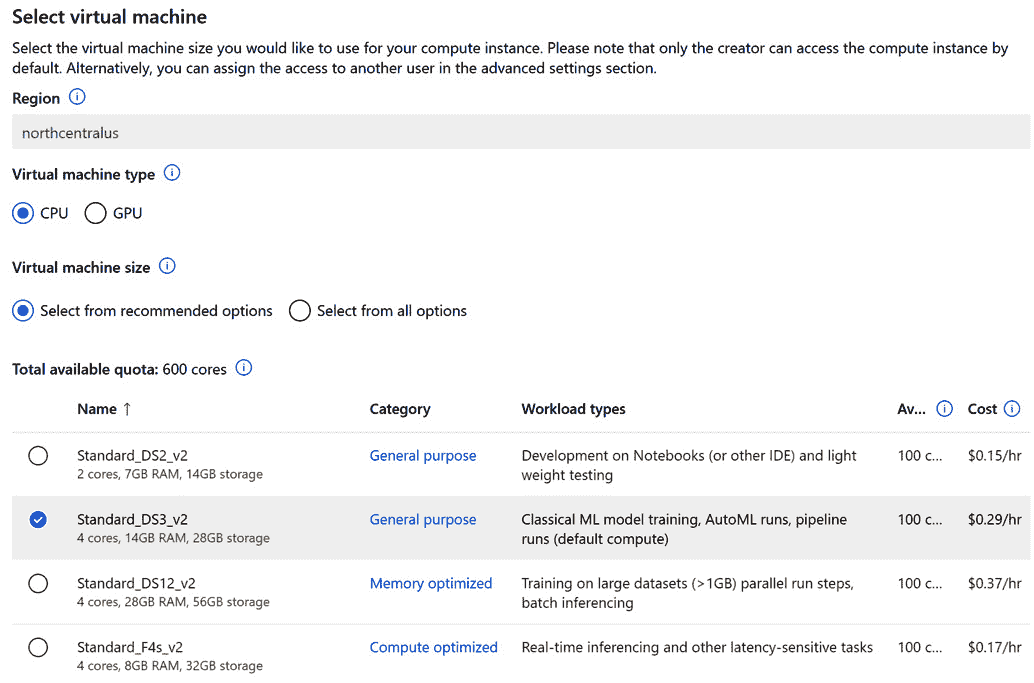 Select virtual machine
Select the virtual machine size you would like to use for your compute instance. Please note that only the creator can access the compute instance by
default. Alternatively, you can assign the access to another user in the advanced settings section.
Region
northcentralus
Virtual machine type
CPU GPU
Virtual machine size
Select from recommended options Select from all options
Total available quota: 600 cores
Name ↑ Category Workload types Av... Cost
Standard_DS2_v2 General purpose Development on Notebooks (or other IDE) and light 100 c... $0.15/hr
2 cores, 7GB RAM, 14GB storage weight testing
Standard_DS3_v2 General purpose Classical ML model training, AutoML runs, pipeline 100 c... $0.29/hr
4 cores, 14GB RAM, 28GB storage runs (default compute)
Standard_DS12_v2 Memory optimized Training on large datasets (>1GB) parallel run steps, 100 c... $0.37/hr
4 cores, 28GB RAM, 56GB storage batch inferencing
Standard_F4s_v2 Compute optimized Real-time inferencing and other latency-sensitive tasks 100 c... $0.17/hr
4 cores, 8GB RAM, 32GB storage